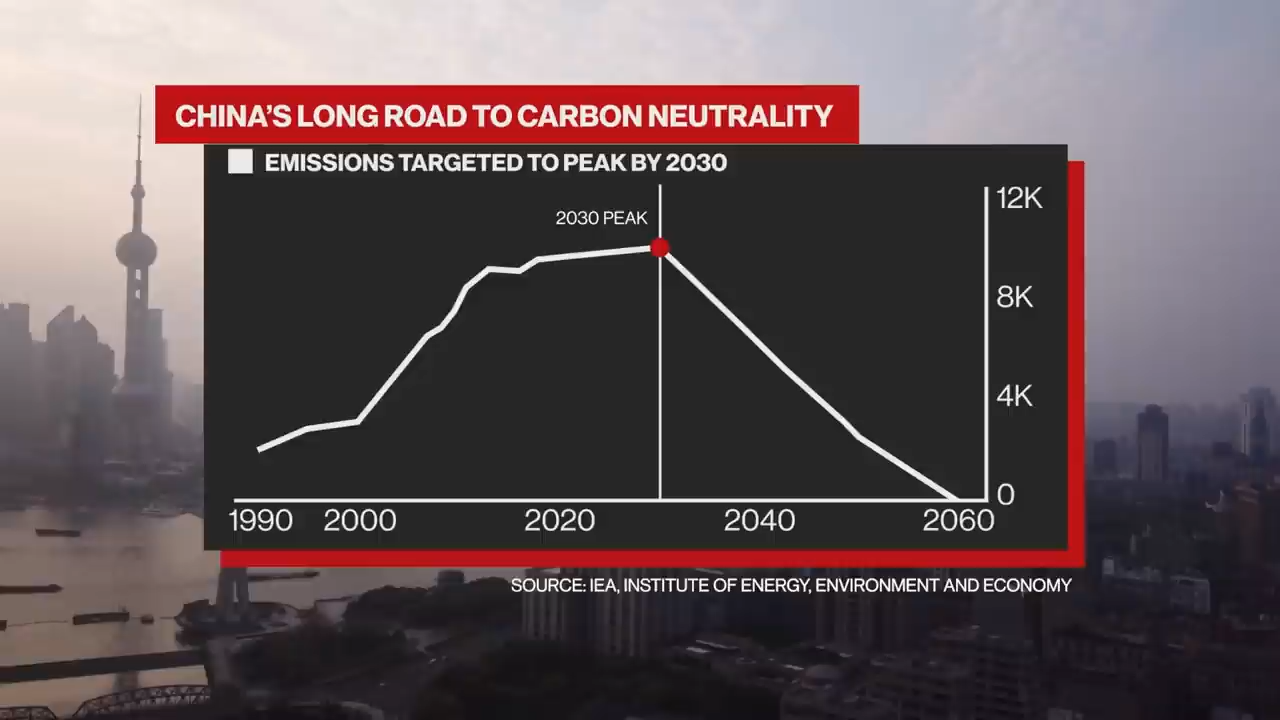 CHINA'S LONG ROAD TO CARBON NEUTRALITY
EMISSIONS TARGETED TO PEAK BY 2030
2030 PEAK
12K
8K
4K
0
1990 2000 2020 2040 2060
SOURCE: IEA, INSTITUTE OF ENERGY, ENVIRONMENT AND ECONOMY